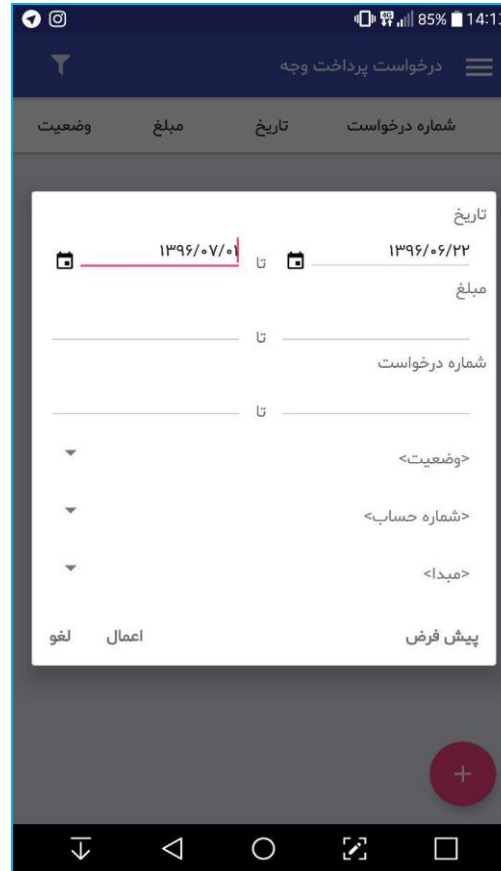 85% 14:13
درخواست پرداخت وجه
شماره درخواست تاریخ مبلغ وضعیت
تاریخ
۱۳۹۶/۰۶/۲۲ تا ۱۳۹۶/۰۷/۰۱
مبلغ
تا
شماره درخواست
تا
<وضعیت>
<شماره حساب>
<مبدا>
پیش فرض اعمال لغو